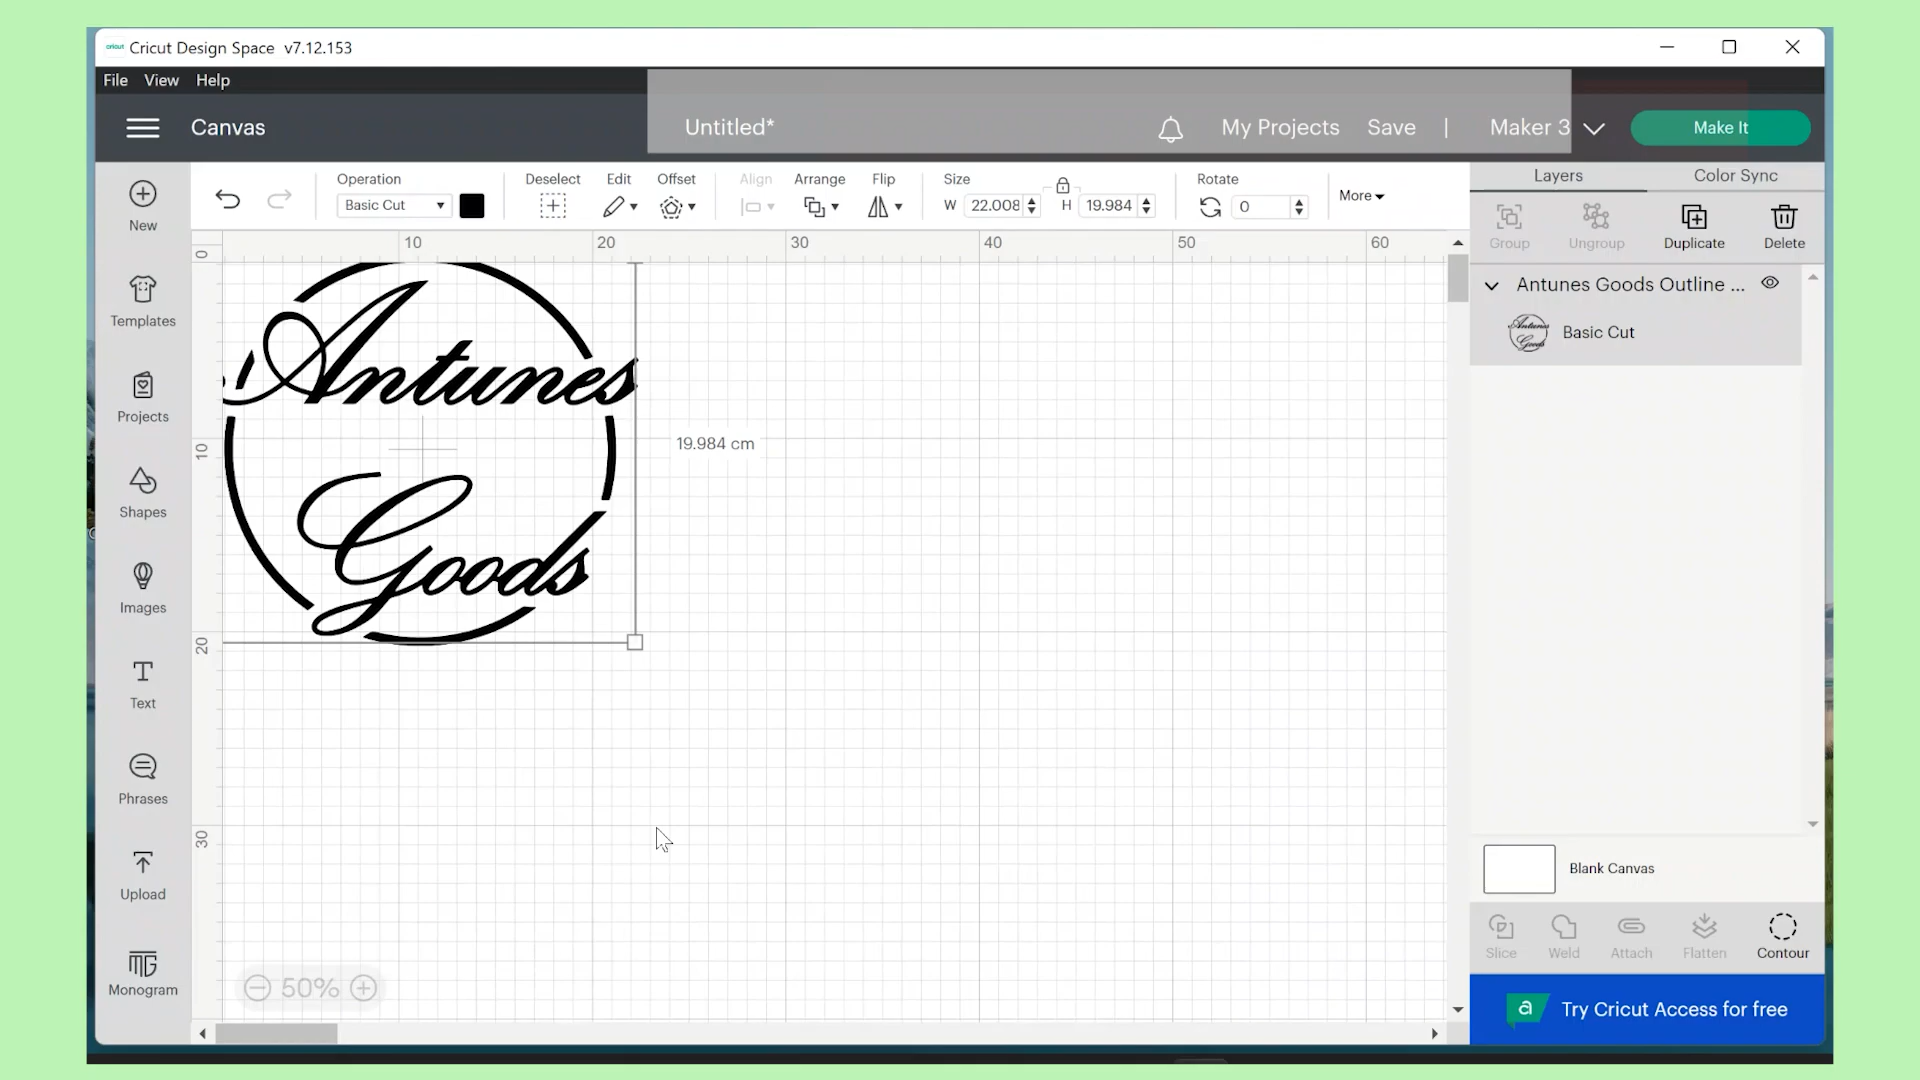 cricut Cricut Design Space v7.12.153
File View Help
Canvas Untitled* My Projects Save | Maker 3 Make It
Operation Deselect Edit Offset Align Arrange Flip Size Rotate
Basic Cut W 22.008 H 19.984 0 More
Layers Color Sync
Group Ungroup Duplicate Delete
Antunes Goods Outline ...
Basic Cut
New
Templates
Projects
Shapes
Images
Text
Phrases
Upload
Monogram
0 10 20 30 40 50 60
10
20
30
Antunes
Goods
19.984 cm
50%
Blank Canvas
Slice Weld Attach Flatten Contour
a Try Cricut Access for free